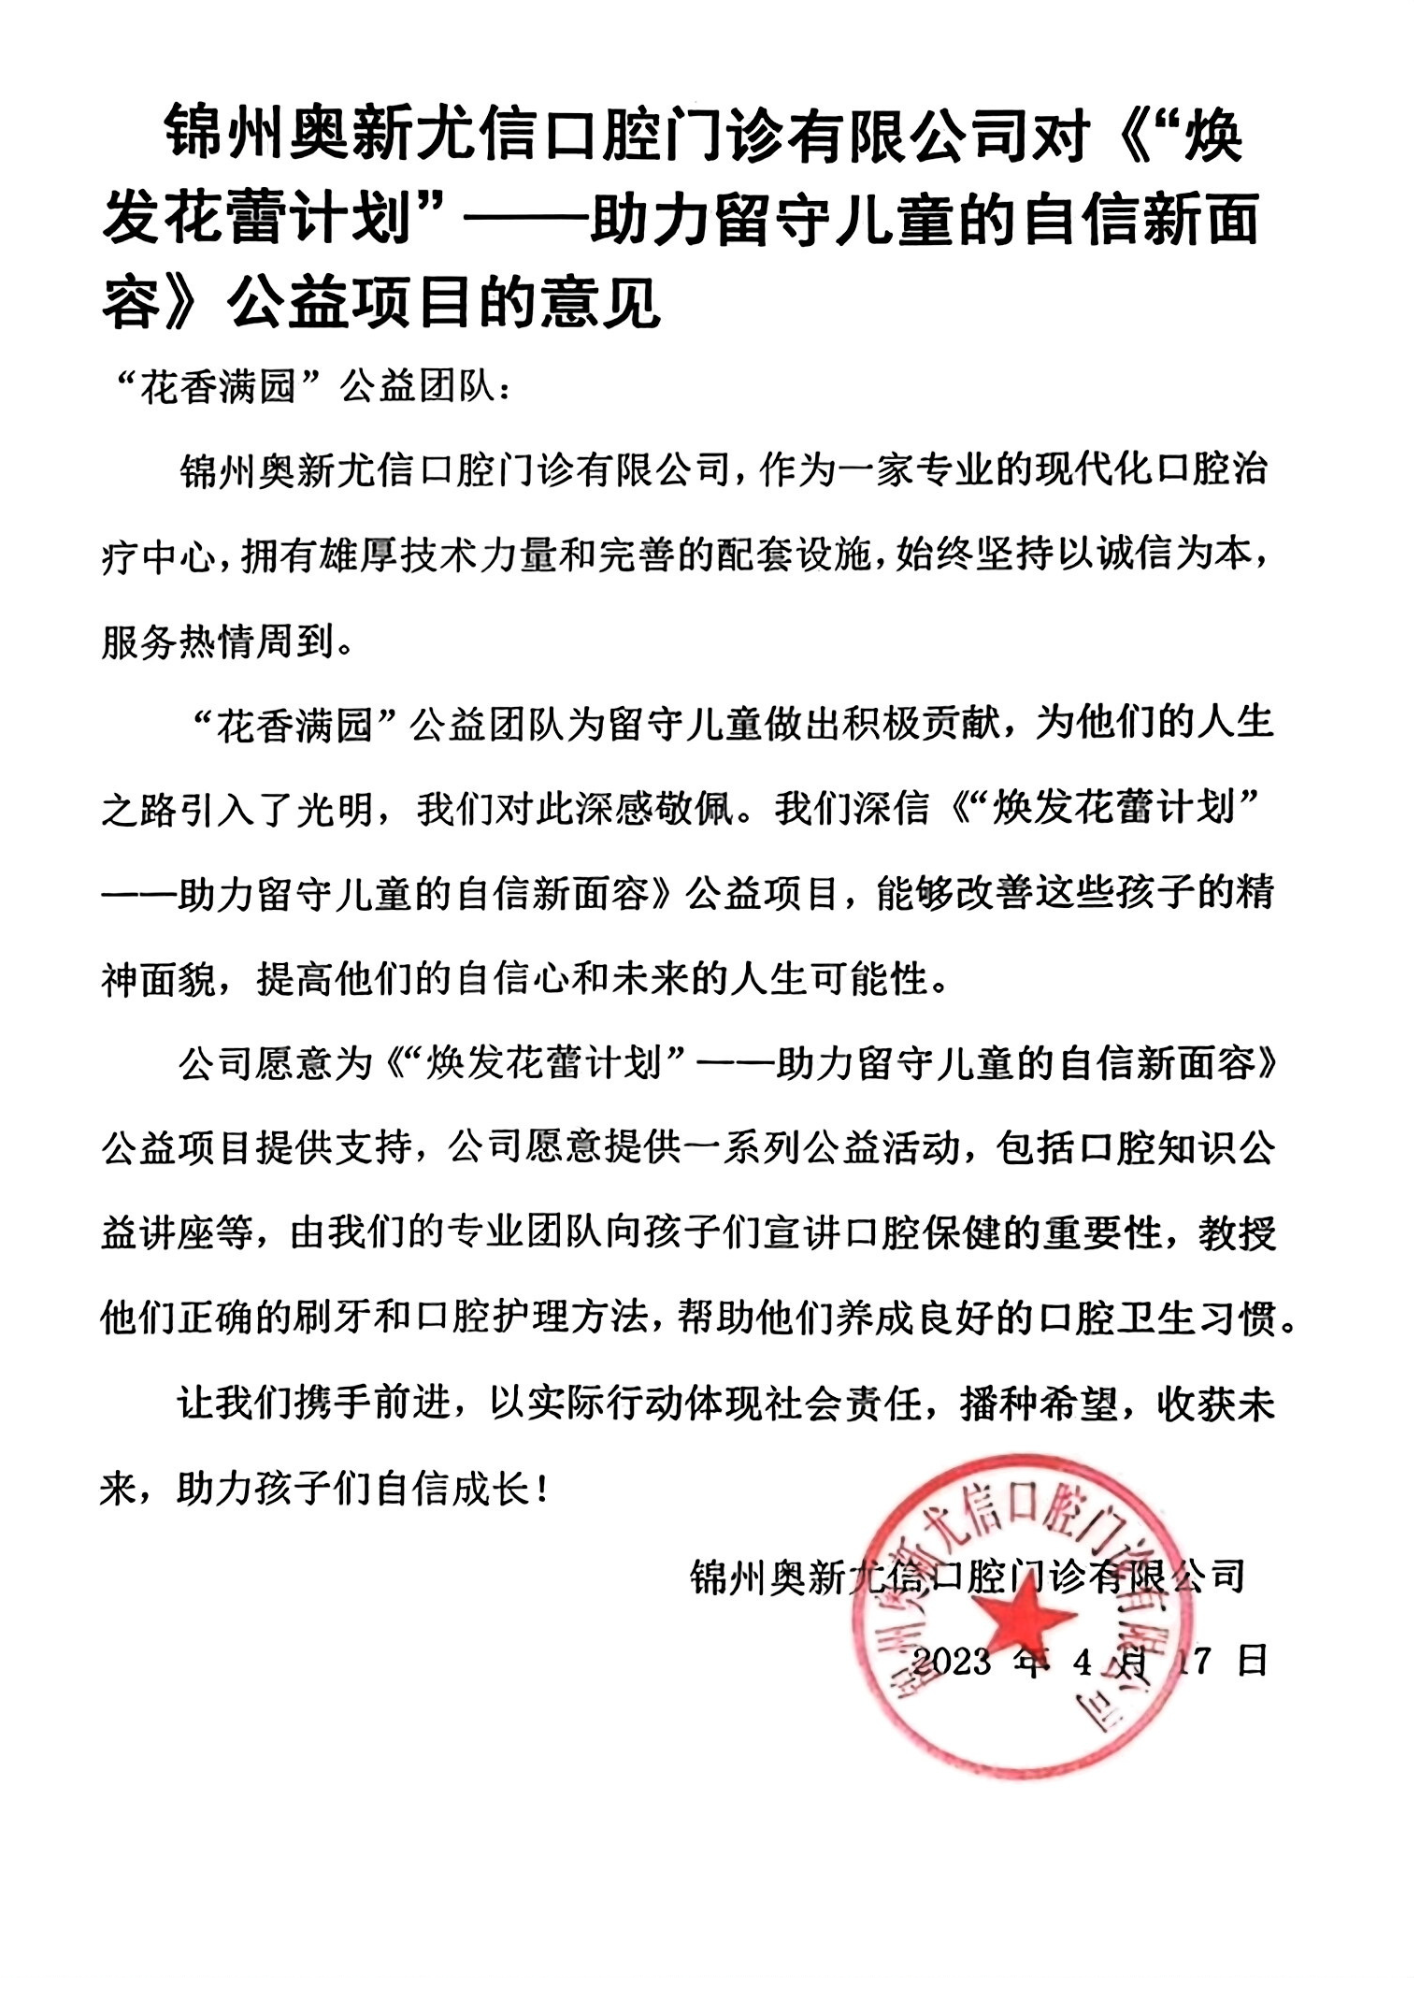 锦州奥新尤信口腔门诊有限公司对《“焕
发花蕾计划”——助力留守儿童的自信新面
容》公益项目的意见
“花香满园”公益团队：
锦州奥新尤信口腔门诊有限公司，作为一家专业的现代化口腔治
疗中心，拥有雄厚技术力量和完善的配套设施，始终坚持以诚信为本，
服务热情周到。
“花香满园”公益团队为留守儿童做出积极贡献，为他们的人生
之路引入了光明，我们对此深感敬佩。我们深信《“焕发花蕾计划”
——助力留守儿童的自信新面容》公益项目，能够改善这些孩子的精
神面貌，提高他们的自信心和未来的人生可能性。
公司愿意为《“焕发花蕾计划”——助力留守儿童的自信新面容》
公益项目提供支持，公司愿意提供一系列公益活动，包括口腔知识公
益讲座等，由我们的专业团队向孩子们宣讲口腔保健的重要性，教授
他们正确的刷牙和口腔护理方法，帮助他们养成良好的口腔卫生习惯。
让我们携手前进，以实际行动体现社会责任，播种希望，收获未
来，助力孩子们自信成长！
锦州奥新尤信口腔门诊有限公司
2023 年 4 月 17 日
锦州奥新尤信口腔门诊有限公司